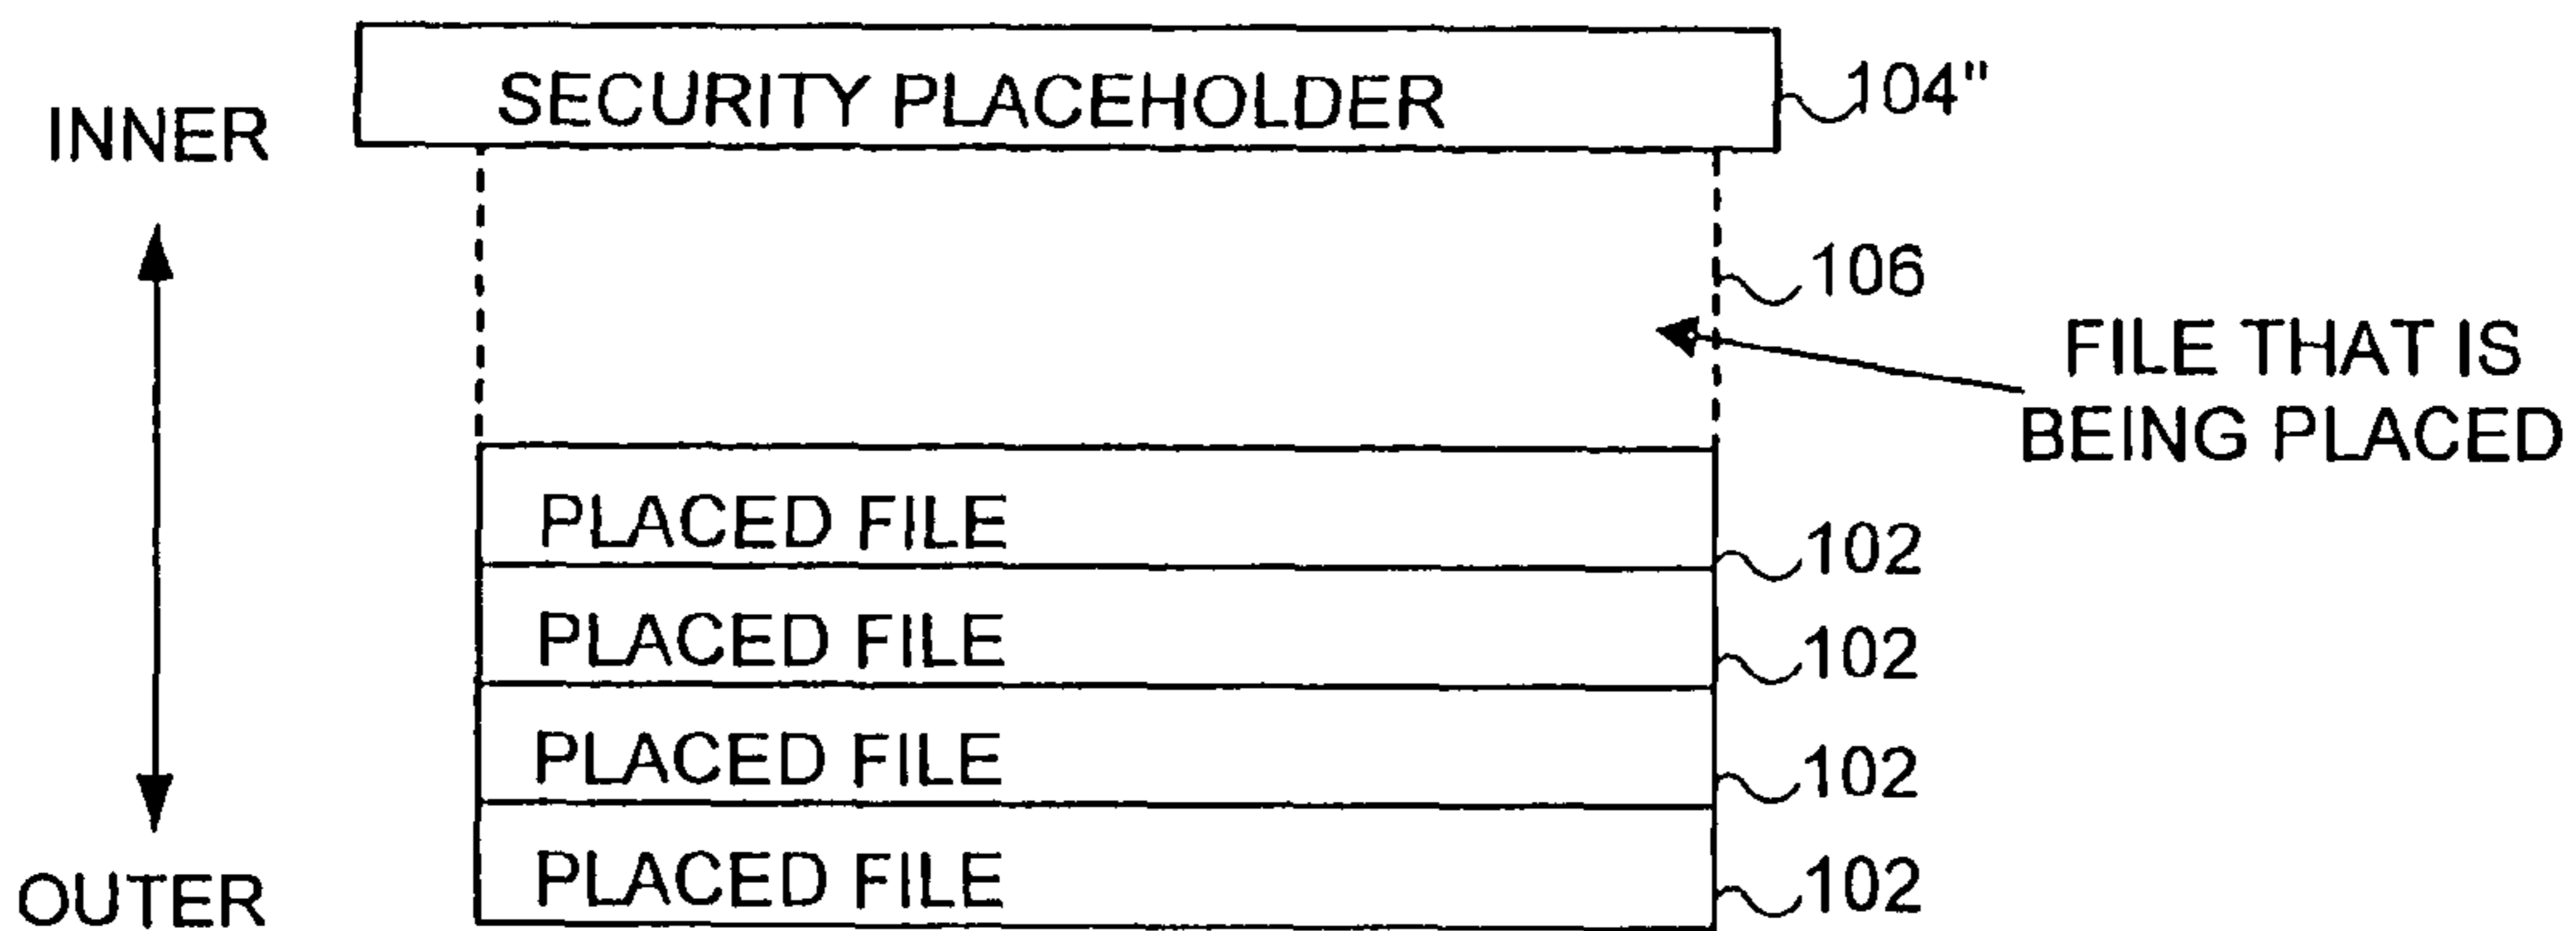 SECURITY PLACEHOLDER
104"
INNER
106
FILE THAT IS
BEING PLACED
PLACED FILE
102
PLACED FILE
102
PLACED FILE
102
PLACED FILE
102
OUTER